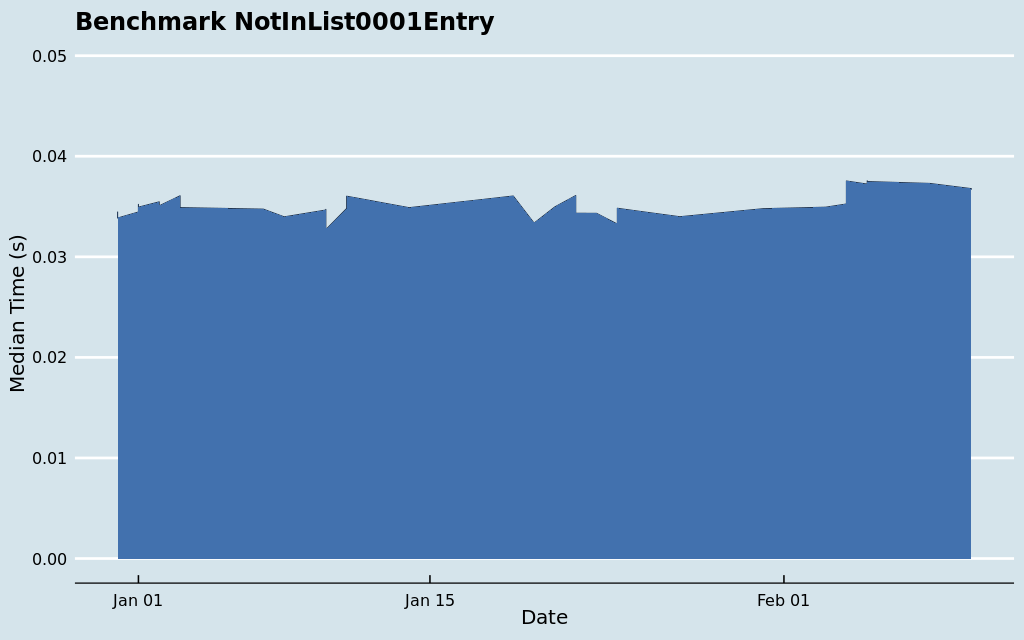 Benchmark NotInList0001Entry
0.05
0.04
0.03
0.02
0.01
0.00
Median Time (s)
Jan 01
Jan 15
Feb 01
Date